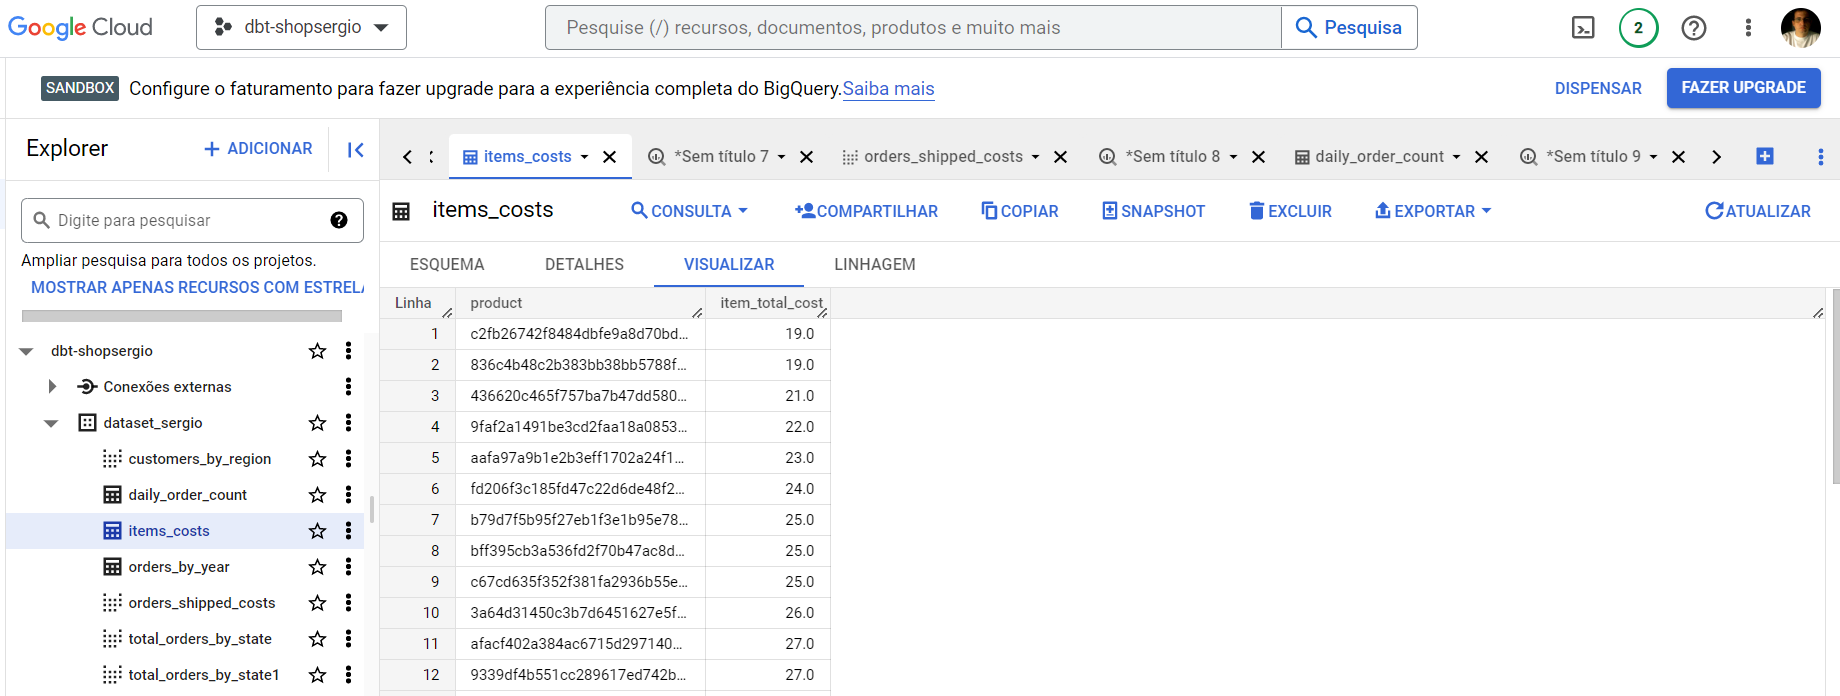 Google Cloud
dbt-shopsergio
Pesquise (/) recursos, documentos, produtos e muito mais
Pesquisa
2
SANDBOX Configure o faturamento para fazer upgrade para a experiência completa do BigQuery. Saiba mais
DISPENSAR
FAZER UPGRADE
Explorer
ADICIONAR
Digite para pesquisar
Ampliar pesquisa para todos os projetos.
MOSTRAR APENAS RECURSOS COM ESTRELA
dbt-shopsergio
Conexões externas
dataset_sergio
customers_by_region
daily_order_count
items_costs
orders_by_year
orders_shipped_costs
total_orders_by_state
total_orders_by_state1
items_costs *Sem título 7 orders_shipped_costs *Sem título 8 daily_order_count *Sem título 9
items_costs CONSULTA COMPARTILHAR COPIAR SNAPSHOT EXCLUIR EXPORTAR ATUALIZAR
ESQUEMA DETALHES VISUALIZAR LINHAGEM
Linha product item_total_cost
1 c2fb26742f8484dbfe9a8d70bd... 19.0
2 836c4b48c2b383bb38bb5788f... 19.0
3 436620c465f757ba7b47dd580... 21.0
4 9faf2a1491be3cd2faa18a0853... 22.0
5 aafa97a9b1e2b3eff1702a24f1... 23.0
6 fd206f3c185fd47c22d6de48f2... 24.0
7 b79d7f5b95f27eb1f3e1b95e78... 25.0
8 bff395cb3a536fd2f70b47ac8d... 25.0
9 c67cd635f352f381fa2936b55e... 25.0
10 3a64d31450c3b7d6451627e5f... 26.0
11 afacf402a384ac6715d297140... 27.0
12 9339df4b551cc289617ed742b... 27.0